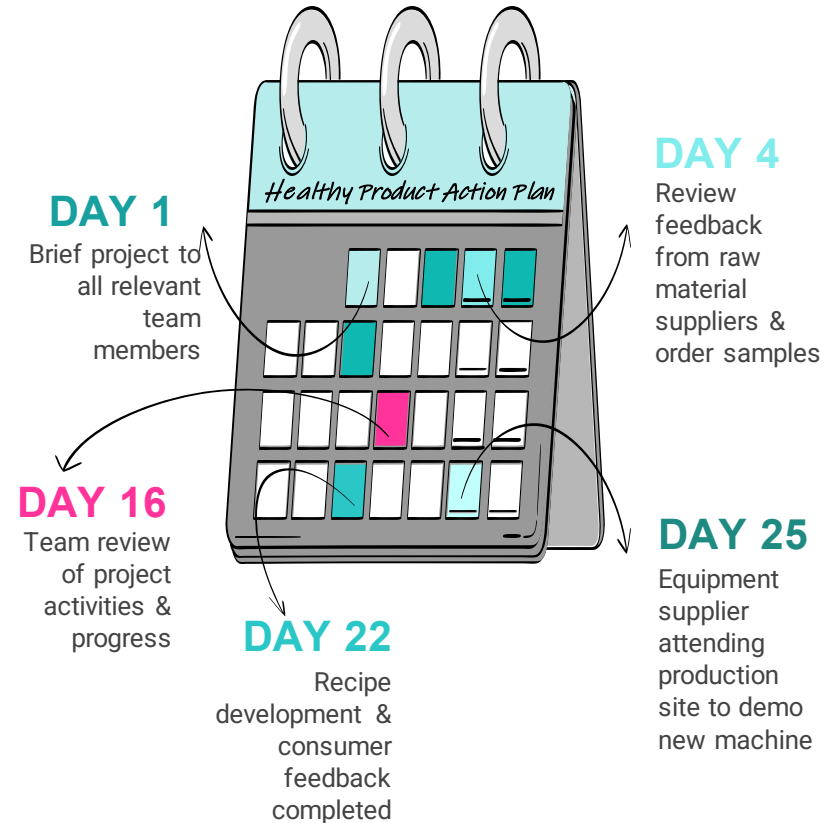 Healthy Product Action Plan
DAY 1
Brief project to
all relevant
team
members
DAY 4
Review
feedback
from raw
material
suppliers &
order samples
DAY 16
Team review
of project
activities &
progress
DAY 22
Recipe
development &
consumer
feedback
completed
DAY 25
Equipment
supplier
attending
production
site to demo
new machine